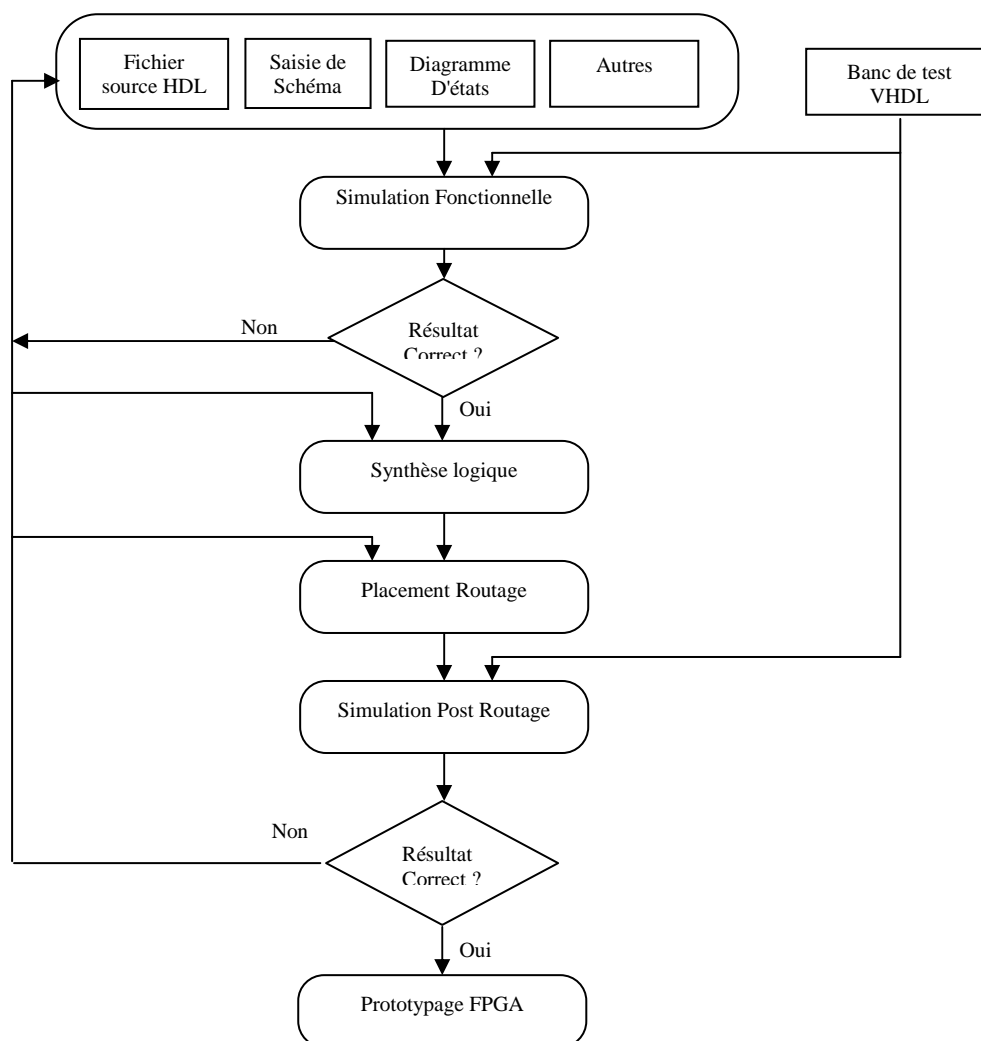 Fichier
source HDL
Saisie de
Schéma
Diagramme
D'états
Autres
Banc de test
VHDL
Simulation Fonctionnelle
Non
Résultat
Correct ?
Oui
Synthèse logique
Placement Routage
Simulation Post Routage
Non
Résultat
Correct ?
Oui
Prototypage FPGA